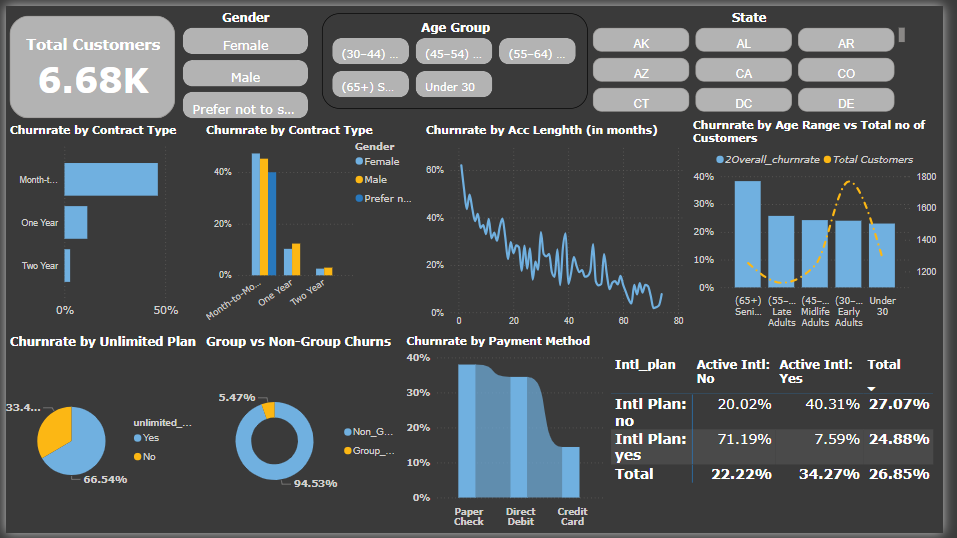 Total Customers
6.68K
Gender
Female
Male
Prefer not to s...
Age Group
(30–44) ...
(45–54) ...
(55–64) ...
(65+) S...
Under 30
State
AK
AL
AR
AZ
CA
CO
CT
DC
DE
Churnrate by Contract Type
Month-t...
One Year
Two Year
0%
50%
Churnrate by Contract Type
Gender
Female
Male
Prefer n...
40%
20%
0%
Month-to-Mo...
One Year
Two Year
Churnrate by Acc Lenghth (in months)
60%
40%
20%
0%
0
20
40
60
80
Churnrate by Age Range vs Total no of
Customers
2Overall_churnrate
Total Customers
40%
30%
20%
10%
0%
1800
1600
1400
1200
(65+)
Seni...
(55–...
Late
Adults
(45–...
Midlife
Adults
(30–...
Early
Adults
Under
30
Churnrate by Unlimited Plan
33.4...
66.54%
unlimited_...
Yes
No
Group vs Non-Group Churns
5.47%
94.53%
Non_G...
Group_...
Churnrate by Payment Method
40%
30%
20%
10%
0%
Paper
Check
Direct
Debit
Credit
Card
Intl_plan
Active Intl:
No
Active Intl:
Yes
Total
Intl Plan:
no
20.02%
40.31%
27.07%
Intl Plan:
yes
71.19%
7.59%
24.88%
Total
22.22%
34.27%
26.85%